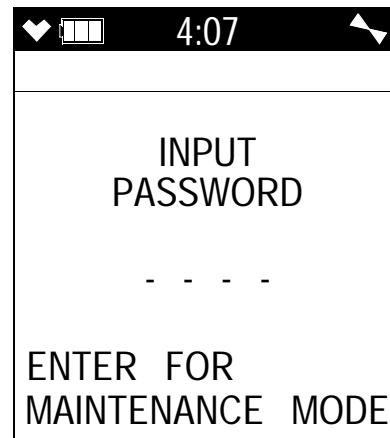 4:07
INPUT
PASSWORD
- - - -
ENTER FOR
MAINTENANCE MODE